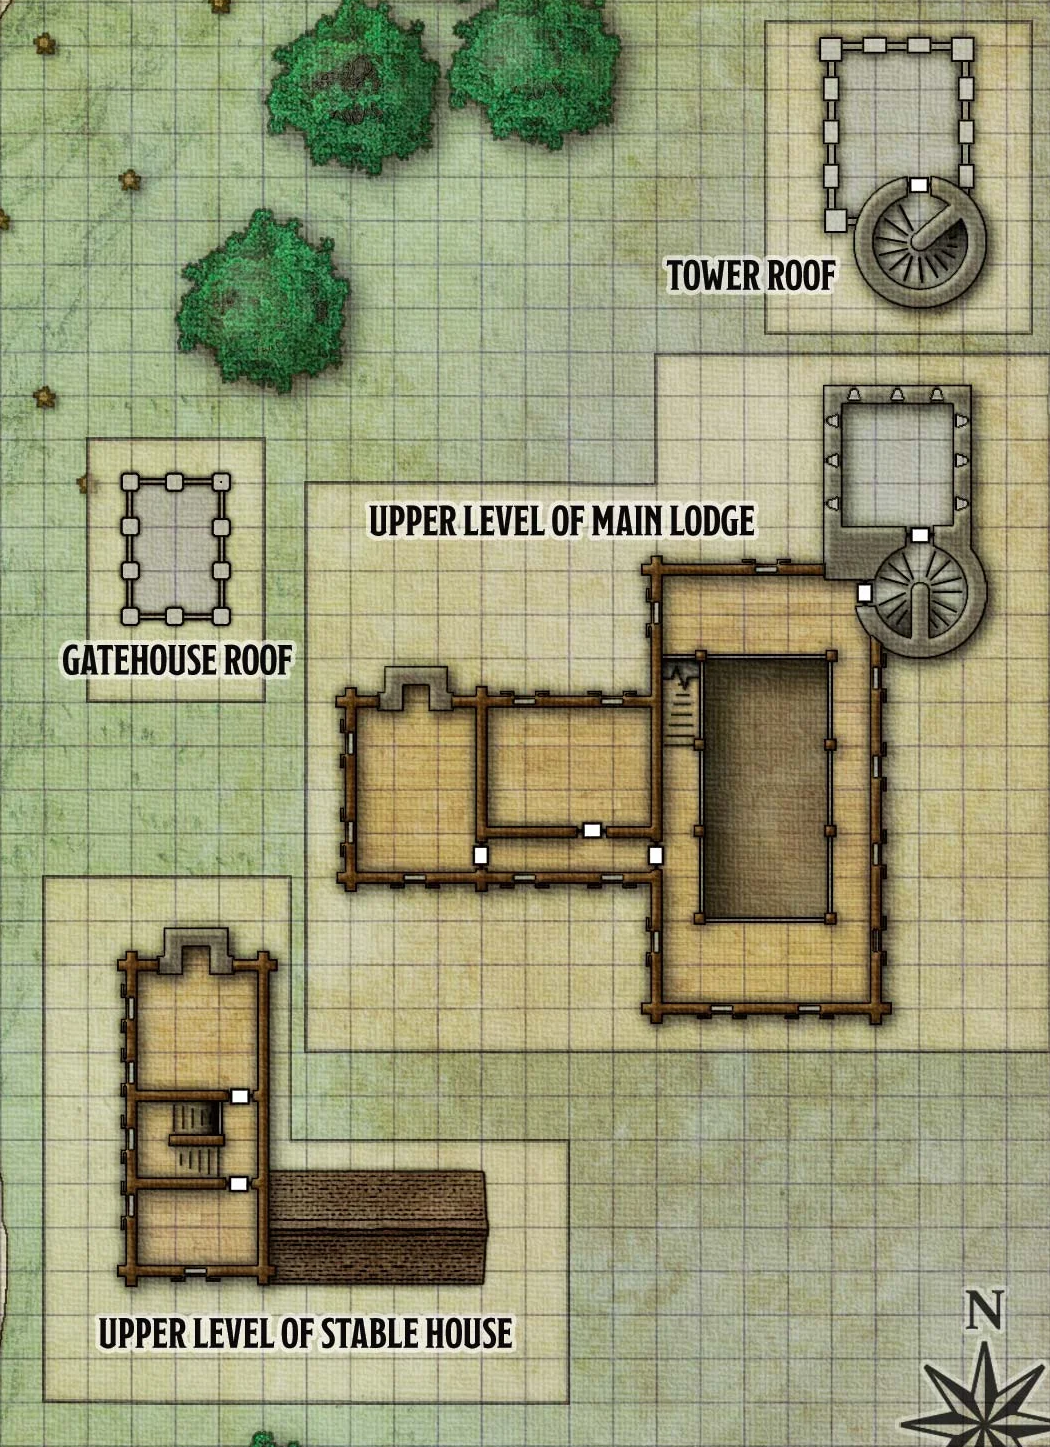 TOWER ROOF
UPPER LEVEL OF MAIN LODGE
GATEHOUSE ROOF
UPPER LEVEL OF STABLE HOUSE
N